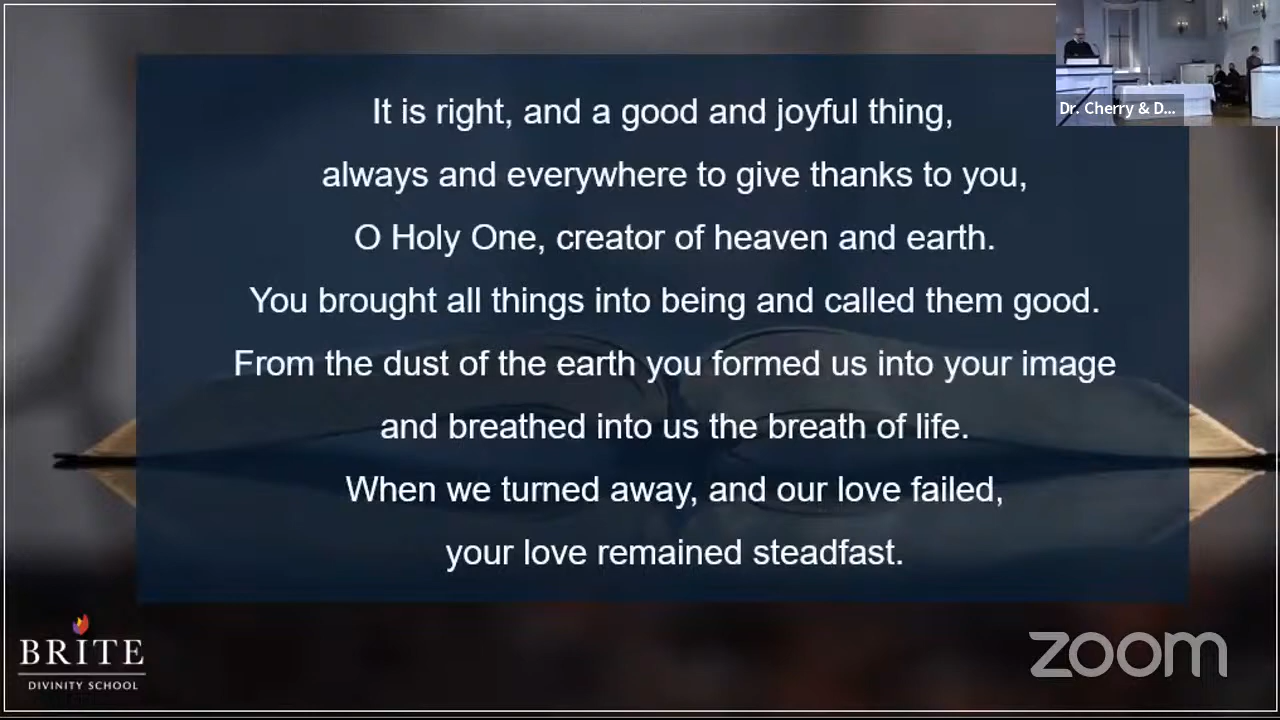 Dr. Cherry & D...
It is right, and a good and joyful thing,
always and everywhere to give thanks to you,
O Holy One, creator of heaven and earth.
You brought all things into being and called them good.
From the dust of the earth you formed us into your image
and breathed into us the breath of life.
When we turned away, and our love failed,
your love remained steadfast.
BRITE
DIVINITY SCHOOL
zoom